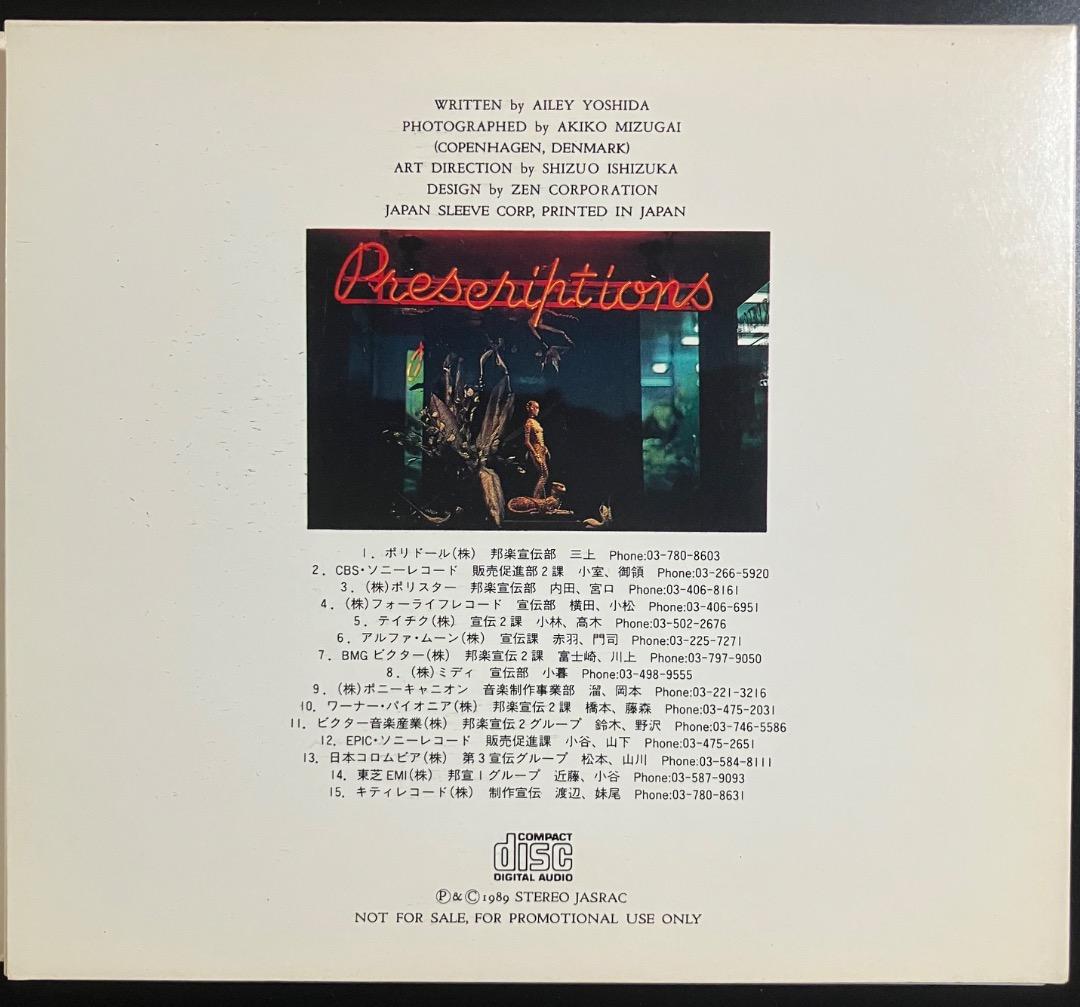 WRITTEN by AILEY YOSHIDA
PHOTOGRAPHED by AKIKO MIZUGAI
(COPENHAGEN, DENMARK)
ART DIRECTION by SHIZUO ISHIZUKA
DESIGN by ZEN CORPORATION
JAPAN SLEEVE CORP, PRINTED IN JAPAN
Prescriptions
1. ポリドール(株) 邦楽宣伝部 三上 Phone:03-780-8603
2. CBS・ソニーレコード 販売促進部2課 小室、御領 Phone:03-266-5920
3. (株)ポリスター 邦楽宣伝部 内田、宮口 Phone:03-406-8161
4. (株)フォーライフレコード 宣伝部 横田、小松 Phone:03-406-6951
5. テイチク(株) 宣伝2課 小林、高木 Phone:03-502-2676
6. アルファ・ムーン(株) 宣伝課 赤羽、門司 Phone:03-225-7271
7. BMGビクター(株) 邦楽宣伝2課 富士崎、川上 Phone:03-797-9050
8. (株)ミディ 宣伝部 小暮 Phone:03-498-9555
9. (株)ポニーキャニオン 音楽制作事業部 溜、岡本 Phone:03-221-3216
10. ワーナー・パイオニア(株) 邦楽宣伝2課 橋本、藤森 Phone:03-475-2031
11. ビクター音楽産業(株) 邦楽宣伝2グループ 鈴木、野沢 Phone:03-746-5586
12. EPIC・ソニーレコード 販売促進課 小谷、山下 Phone:03-475-2651
13. 日本コロムビア(株) 第3宣伝グループ 松本、山川 Phone:03-584-8111
14. 東芝EMI(株) 邦宣1グループ 近藤、小谷 Phone:03-587-9093
15. キティレコード(株) 制作宣伝 渡辺、妹尾 Phone:03-780-8631
COMPACT
disc
DIGITAL AUDIO
Ⓟ&Ⓒ1989 STEREO JASRAC
NOT FOR SALE, FOR PROMOTIONAL USE ONLY